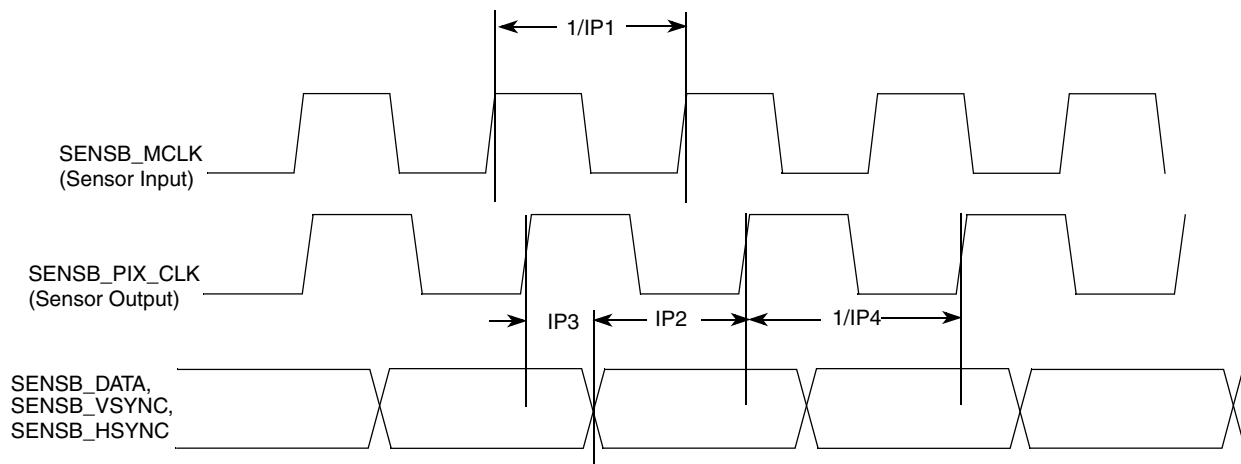 1/IP1
SENSB_MCLK
(Sensor Input)
SENSB_PIX_CLK
(Sensor Output)
IP3
IP2
1/IP4
SENSB_DATA,
SENSB_VSYNC,
SENSB_HSYNC